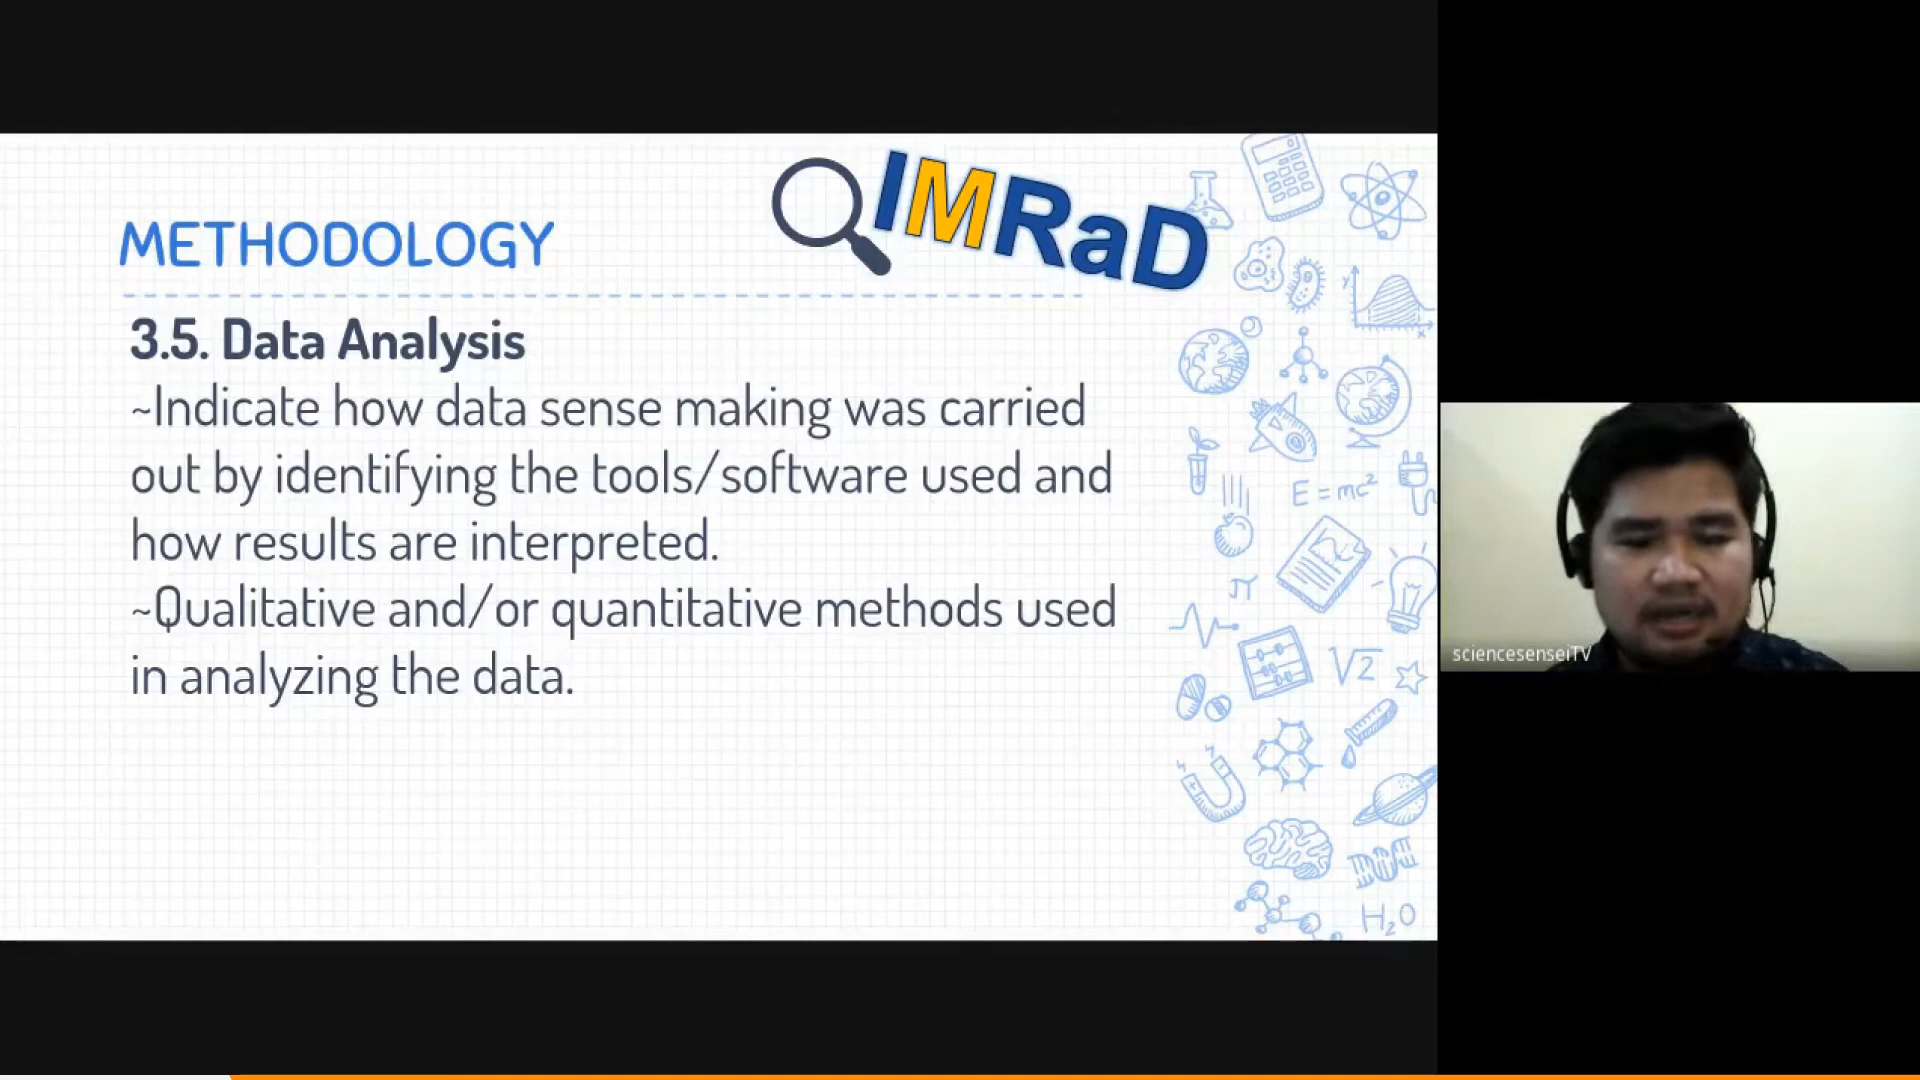 IMRaD
METHODOLOGY
3.5. Data Analysis
~Indicate how data sense making was carried
out by identifying the tools/software used and
how results are interpreted.
~Qualitative and/or quantitative methods used
in analyzing the data.
y
x
E=mc²
π
√2
H₂O
sciencesenseiTV